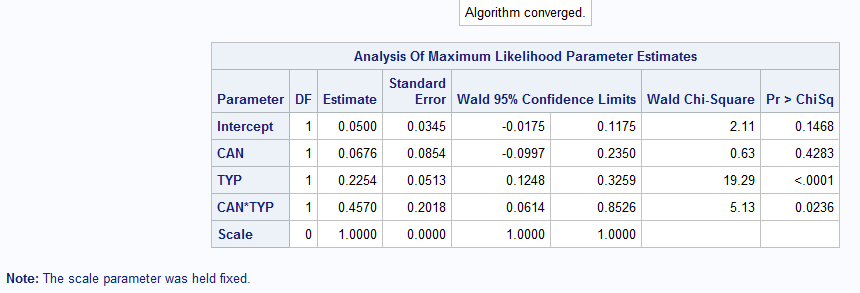 Algorithm converged.
Analysis Of Maximum Likelihood Parameter Estimates
Parameter DF Estimate Standard Error Wald 95% Confidence Limits Wald Chi-Square Pr > ChiSq
Intercept 1 0.0500 0.0345 -0.0175 0.1175 2.11 0.1468
CAN 1 0.0676 0.0854 -0.0997 0.2350 0.63 0.4283
TYP 1 0.2254 0.0513 0.1248 0.3259 19.29 <.0001
CAN*TYP 1 0.4570 0.2018 0.0614 0.8526 5.13 0.0236
Scale 0 1.0000 0.0000 1.0000 1.0000
Note: The scale parameter was held fixed.